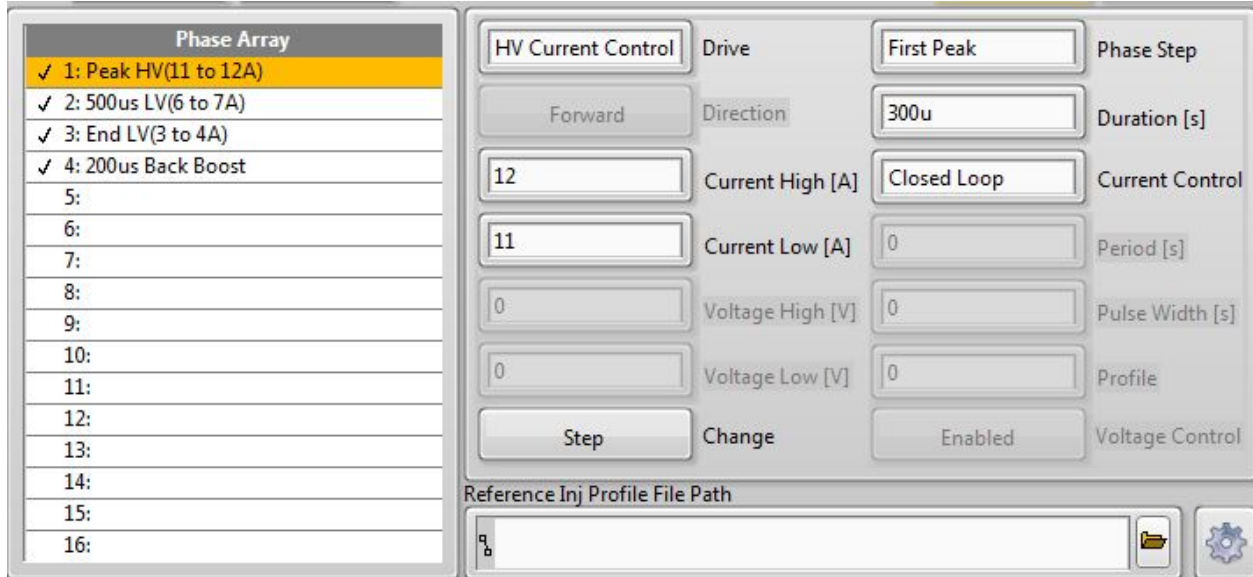 Phase Array
✓ 1: Peak HV(11 to 12A)
✓ 2: 500us LV(6 to 7A)
✓ 3: End LV(3 to 4A)
✓ 4: 200us Back Boost
5:
6:
7:
8:
9:
10:
11:
12:
13:
14:
15:
16:
HV Current Control Drive First Peak Phase Step
Forward Direction 300u Duration [s]
12 Current High [A] Closed Loop Current Control
11 Current Low [A] 0 Period [s]
0 Voltage High [V] 0 Pulse Width [s]
0 Voltage Low [V] 0 Profile
Step Change Enabled Voltage Control
Reference Inj Profile File Path